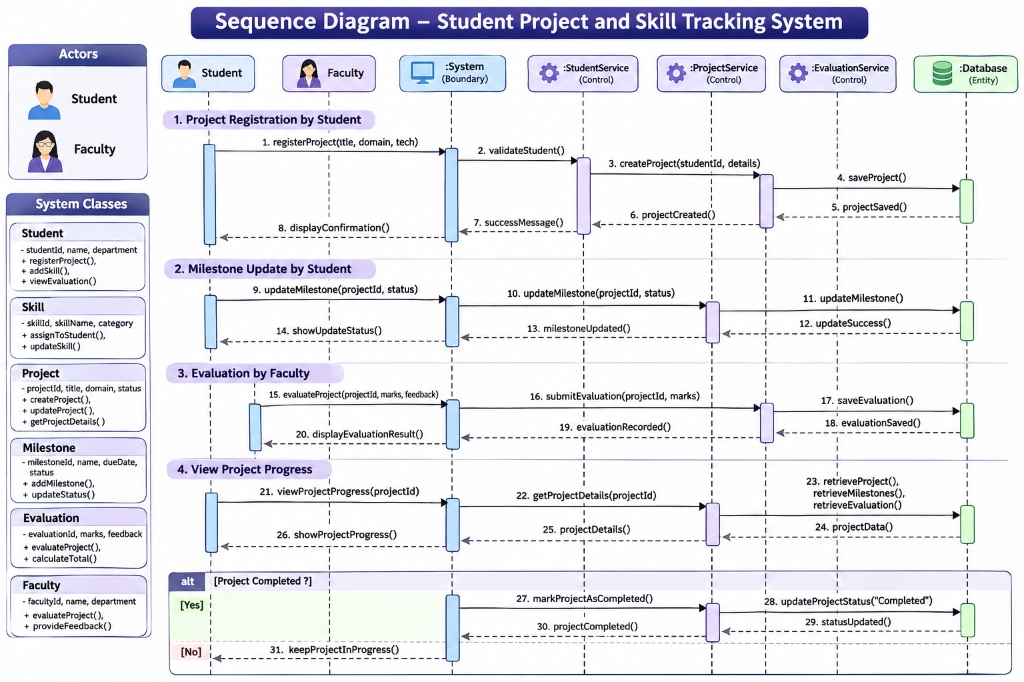 Sequence Diagram – Student Project and Skill Tracking System
Actors
Student
Faculty
System Classes
Student
- studentId, name, department
+ registerProject(),
+ addSkill(),
+ viewEvaluation()
Skill
- skillId, skillName, category
+ assignToStudent(),
+ updateSkill()
Project
- projectId, title, domain, status
+ createProject(),
+ updateProject(),
+ getProjectDetails()
Milestone
- milestoneId, name, dueDate,
status
+ addMilestone(),
+ updateStatus()
Evaluation
- evaluationId, marks, feedback
+ evaluateProject(),
+ calculateTotal()
Faculty
- facultyId, name, department
+ evaluateProject(),
+ provideFeedback()
Student
Faculty
:System
(Boundary)
:StudentService
(Control)
:ProjectService
(Control)
:EvaluationService
(Control)
:Database
(Entity)
1. Project Registration by Student
1. registerProject(title, domain, tech)
2. validateStudent()
3. createProject(studentId, details)
4. saveProject()
5. projectSaved()
6. projectCreated()
7. successMessage()
8. displayConfirmation()
2. Milestone Update by Student
9. updateMilestone(projectId, status)
10. updateMilestone(projectId, status)
11. updateMilestone()
12. updateSuccess()
13. milestoneUpdated()
14. showUpdateStatus()
3. Evaluation by Faculty
15. evaluateProject(projectId, marks, feedback)
16. submitEvaluation(projectId, marks)
17. saveEvaluation()
18. evaluationSaved()
19. evaluationRecorded()
20. displayEvaluationResult()
4. View Project Progress
21. viewProjectProgress(projectId)
22. getProjectDetails(projectId)
23. retrieveProject(),
retrieveMilestones(),
retrieveEvaluation()
24. projectData()
25. projectDetails()
26. showProjectProgress()
alt [Project Completed ?]
[Yes]
27. markProjectAsCompleted()
28. updateProjectStatus("Completed")
29. statusUpdated()
30. projectCompleted()
[No]
31. keepProjectInProgress()